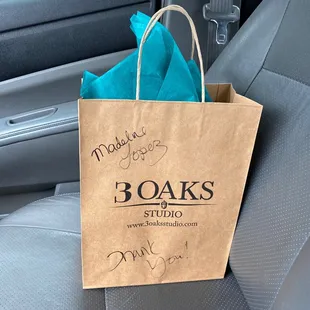 Madeline
Lopez
3 OAKS
STUDIO
www.3oaksstudio.com
Thank
You!